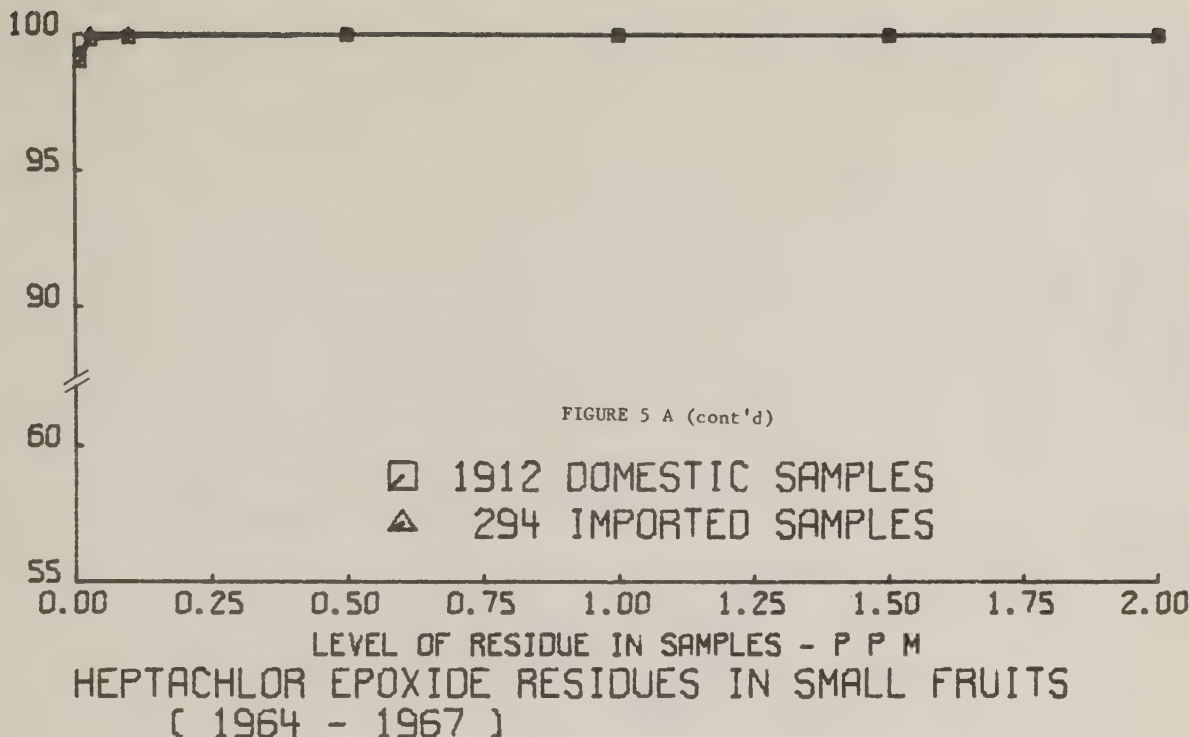 100
95
90
60
55
FIGURE 5 A (cont'd)
1912 DOMESTIC SAMPLES
294 IMPORTED SAMPLES
0.00 0.25 0.50 0.75 1.00 1.25 1.50 1.75 2.00
LEVEL OF RESIDUE IN SAMPLES - P P M
HEPTACHLOR EPOXIDE RESIDUES IN SMALL FRUITS
( 1964 - 1967 )